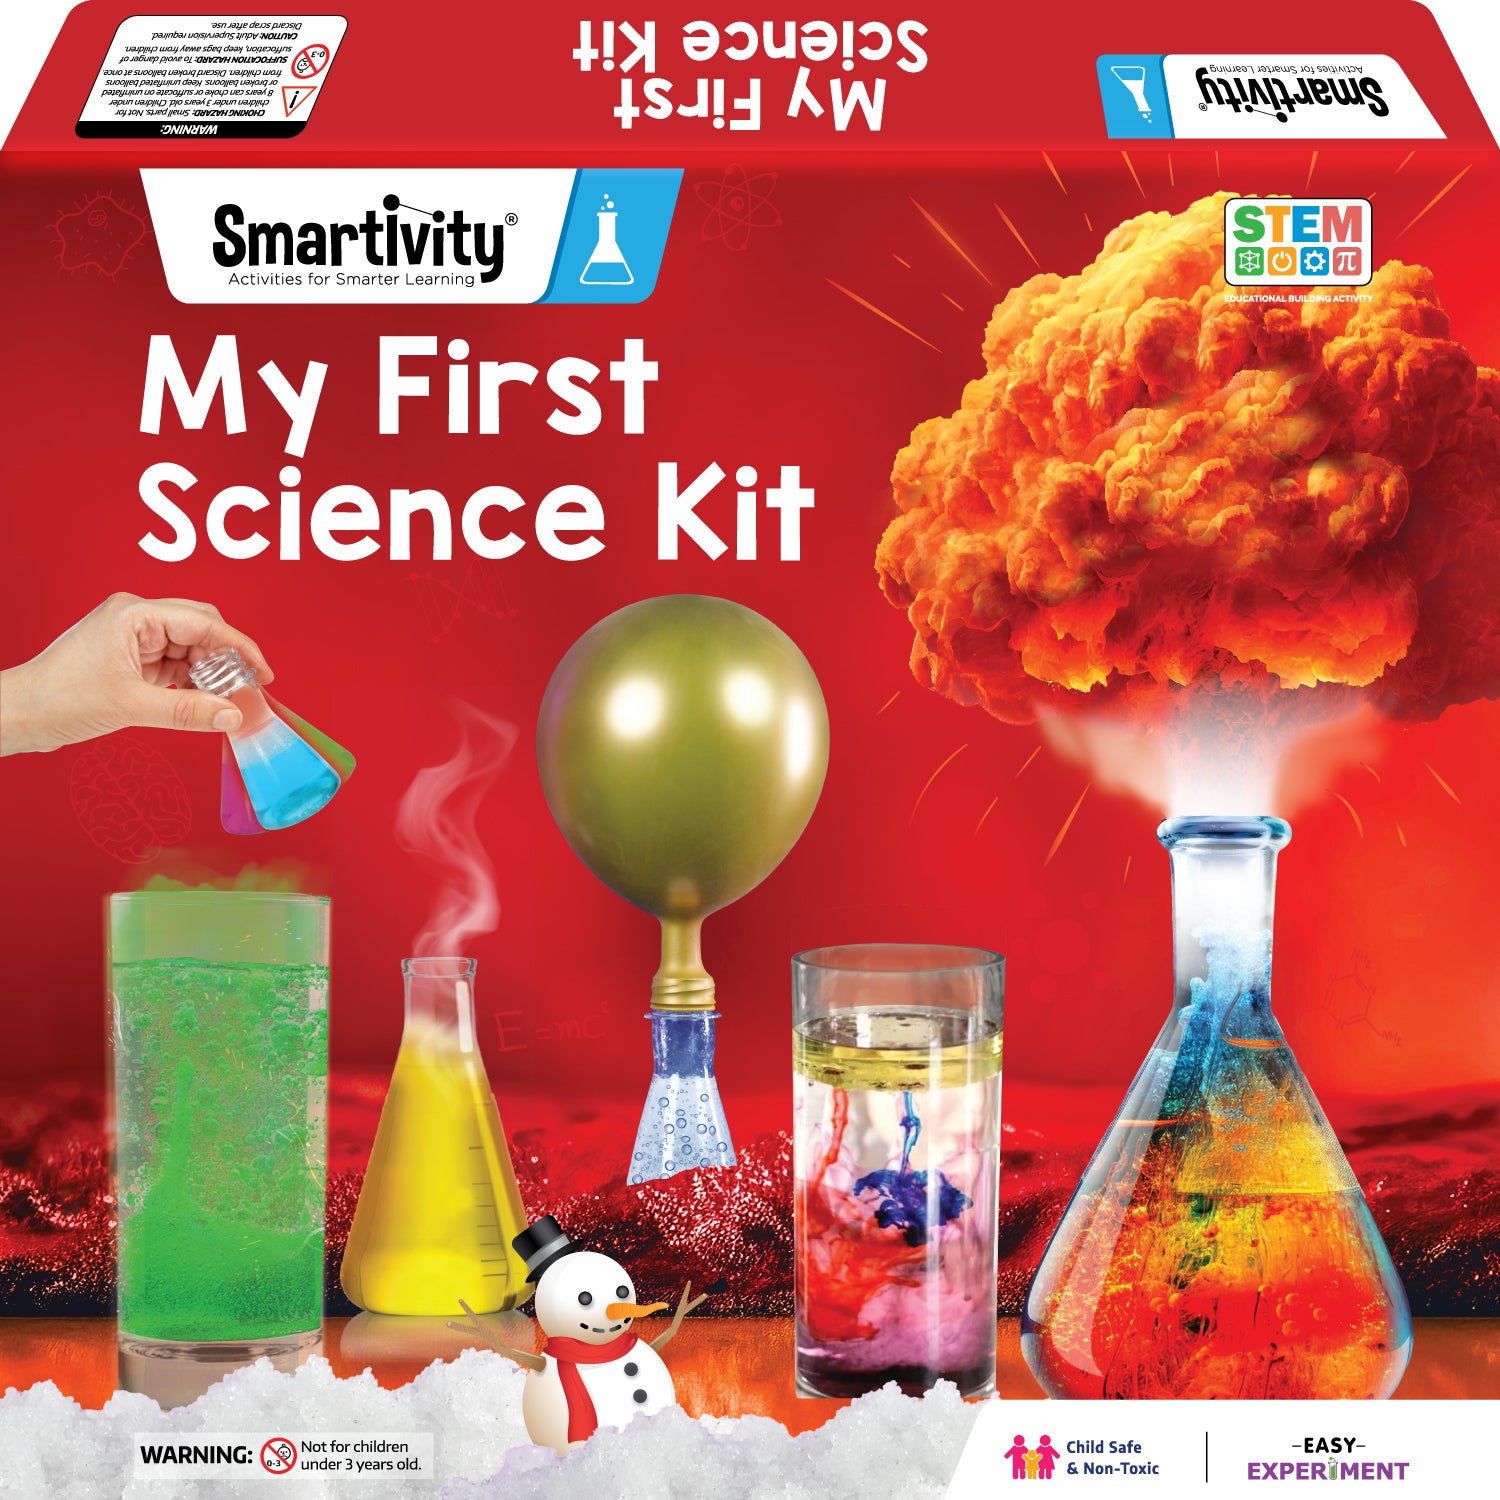 WARNING:
CHOKING HAZARD: Small parts. Not for
children under 3 years old. Children under
8 years can choke or suffocate on uninflated
or broken balloons. Keep uninflated balloons
from children. Discard broken balloons at once.
SUFFOCATION HAZARD: To avoid danger of
suffocation, keep bags away from children.
CAUTION: Adult Supervision required.
Discard scrap after use.
0-3
My First
Science Kit
Smartivity®
Activities for Smarter Learning
Smartivity®
Activities for Smarter Learning
STEM
π
EDUCATIONAL BUILDING ACTIVITY
My First
Science Kit
E=mc²
WARNING:
0-3
Not for children
under 3 years old.
Child Safe
& Non-Toxic
–EASY–
EXPERIMENT